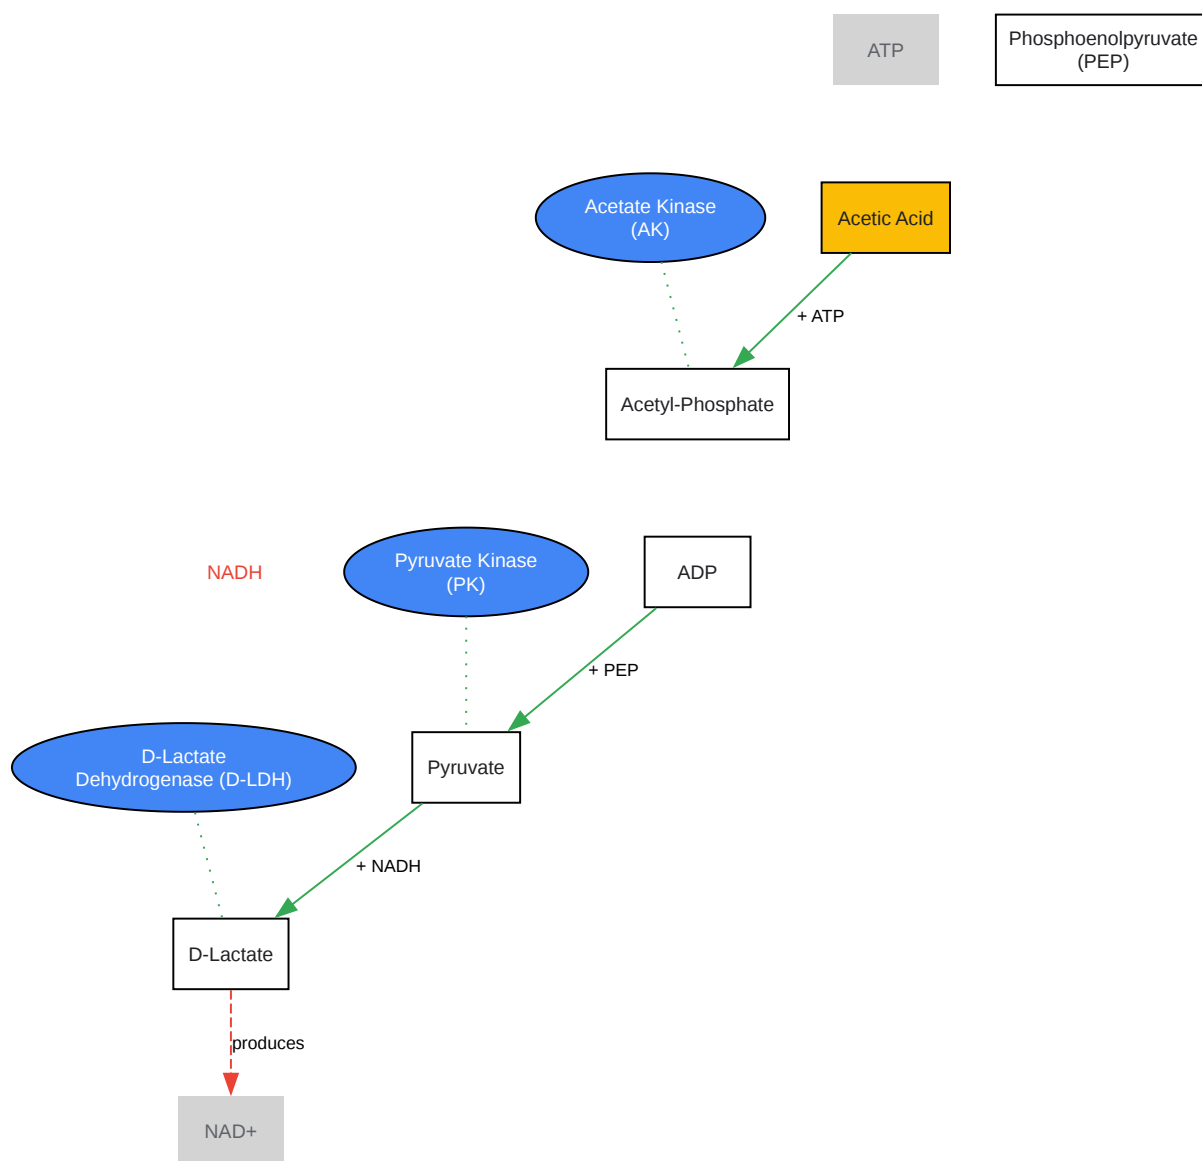 ATP
Phosphoenolpyruvate
(PEP)
Acetate Kinase
(AK)
Acetic Acid
+ ATP
Acetyl-Phosphate
NADH
Pyruvate Kinase
(PK)
ADP
+ PEP
D-Lactate
Dehydrogenase (D-LDH)
Pyruvate
+ NADH
D-Lactate
produces
NAD+